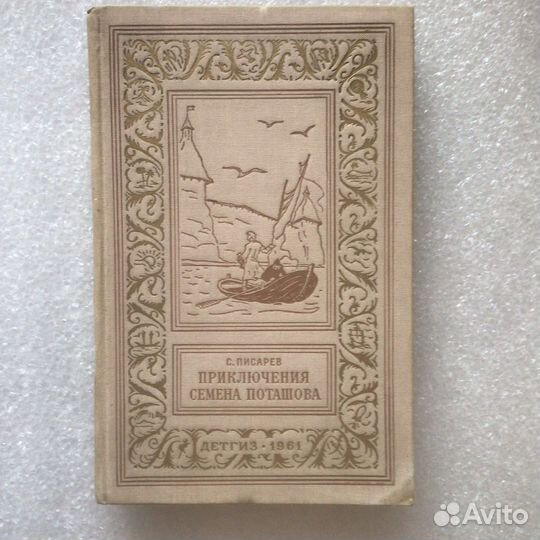 С. ПИСАРЕВ
ПРИКЛЮЧЕНИЯ
СЕМЕНА ПОТАШОВА
ДЕТГИЗ · 1961
Avito